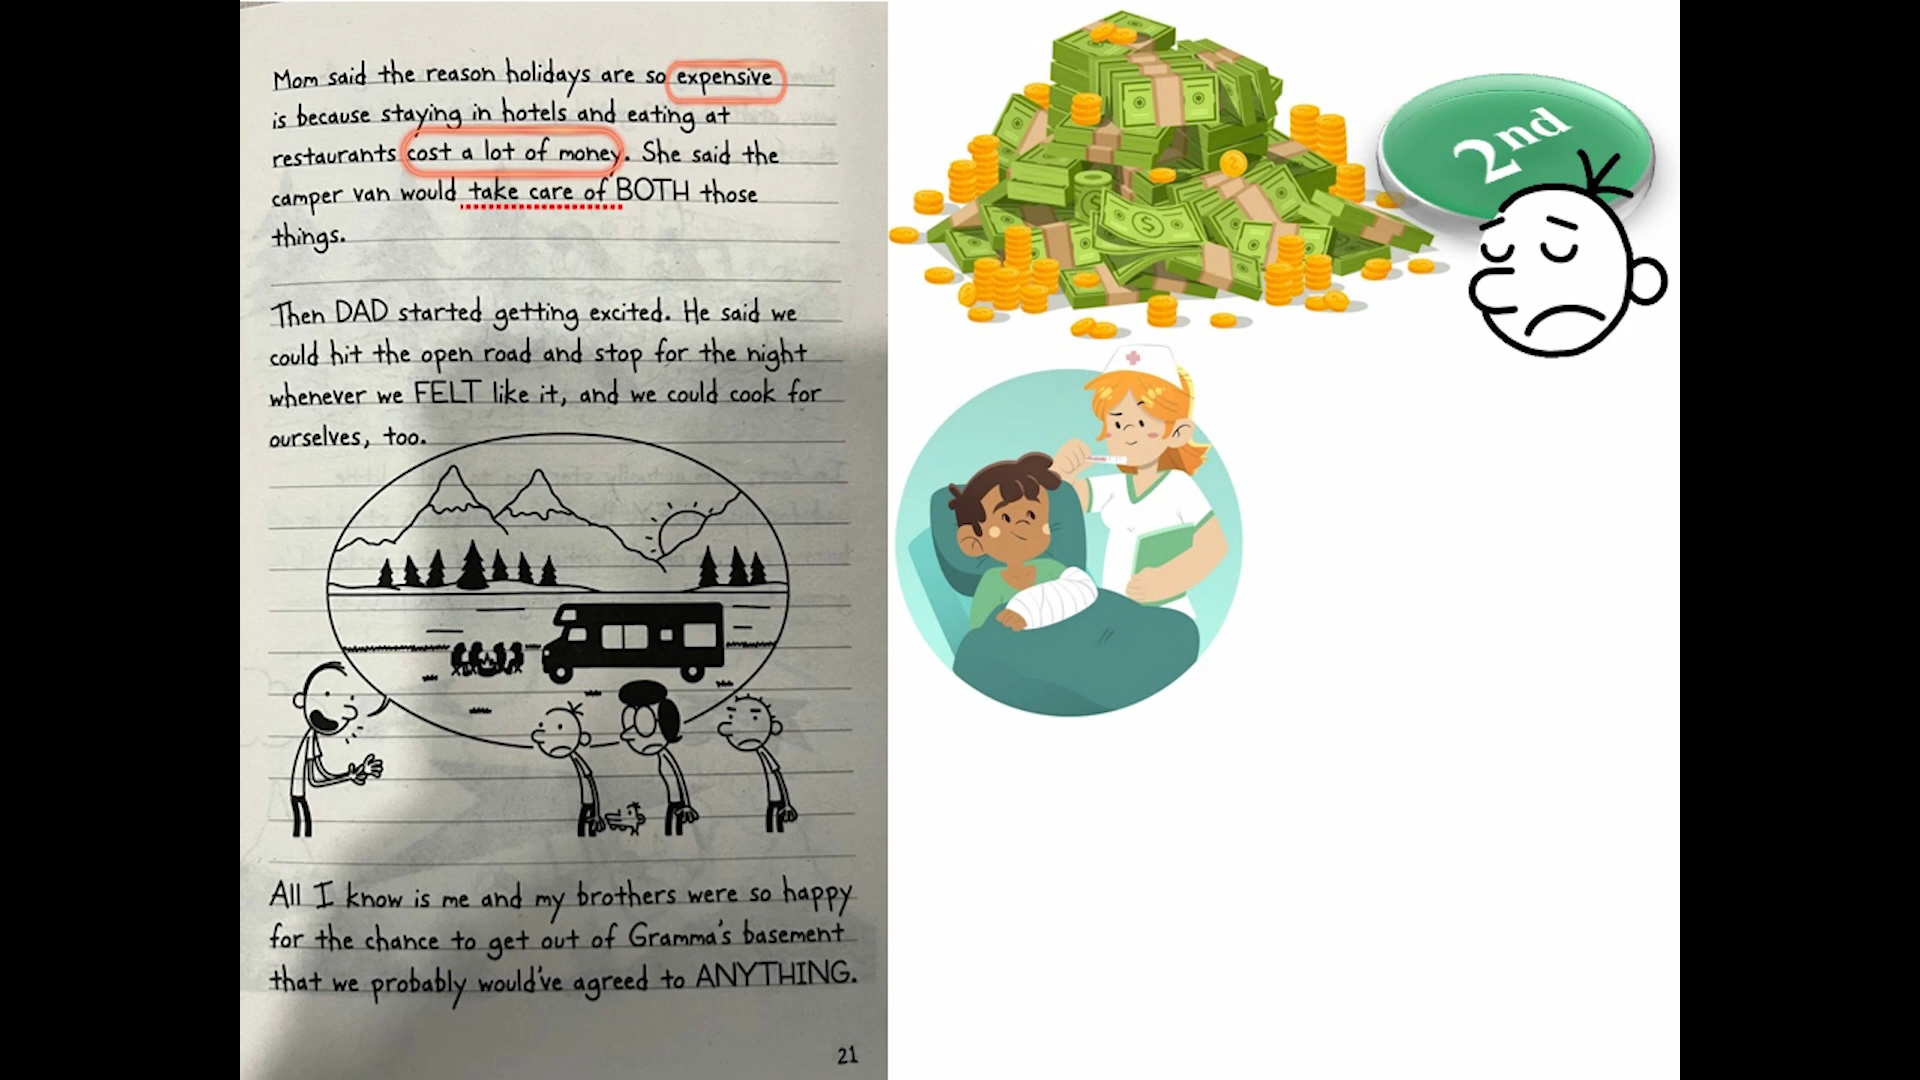 Mom said the reason holidays are so expensive
is because staying in hotels and eating at
restaurants cost a lot of money. She said the
camper van would take care of BOTH those
things.
Then DAD started getting excited. He said we
could hit the open road and stop for the night
whenever we FELT like it, and we could cook for
ourselves, too.
All I know is me and my brothers were so happy
for the chance to get out of Gramma's basement
that we probably would've agreed to ANYTHING.
21
2nd